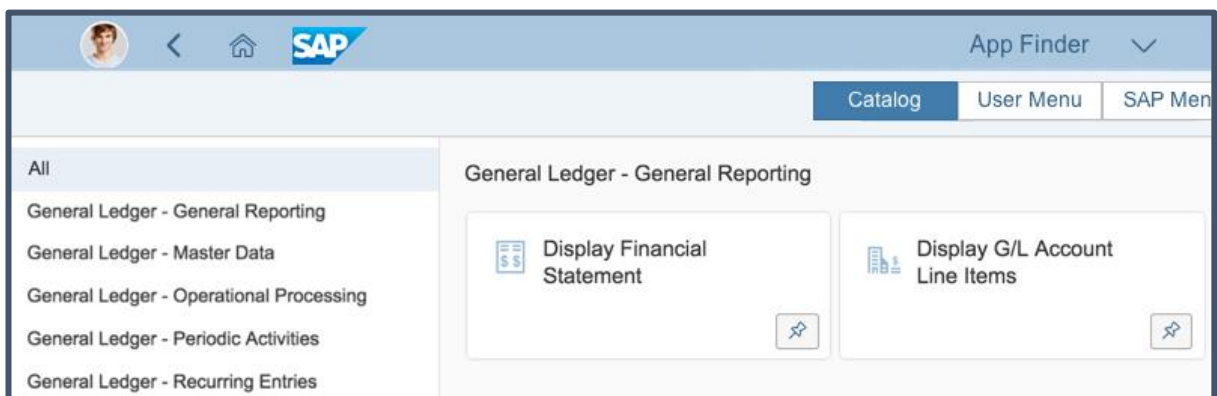 SAP
App Finder
Catalog
User Menu
SAP Men
All
General Ledger - General Reporting
General Ledger - Master Data
General Ledger - Operational Processing
General Ledger - Periodic Activities
General Ledger - Recurring Entries
General Ledger - General Reporting
Display Financial
Statement
Display G/L Account
Line Items